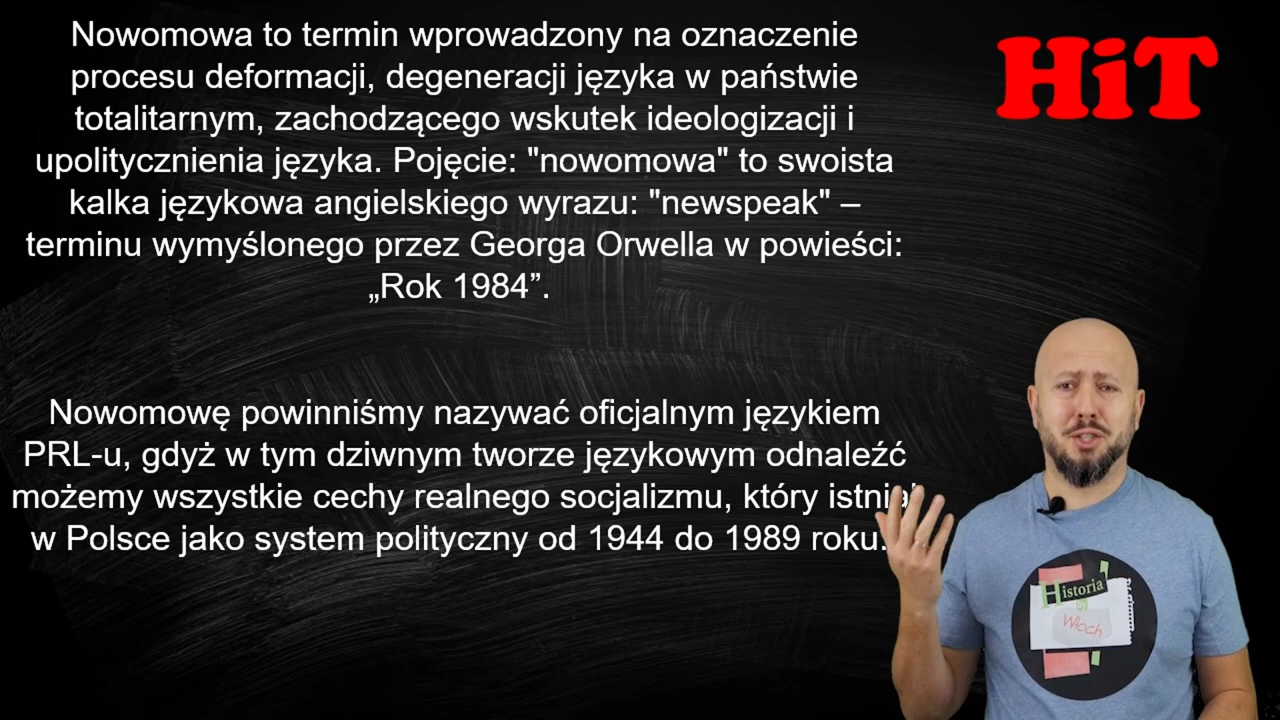 Nowomowa to termin wprowadzony na oznaczenie
procesu deformacji, degeneracji języka w państwie
totalitarnym, zachodzącego wskutek ideologizacji i
upolitycznienia języka. Pojęcie: "nowomowa" to swoista
kalka językowa angielskiego wyrazu: "newspeak" –
terminu wymyślonego przez Georga Orwella w powieści:
„Rok 1984”.
Nowomowę powinniśmy nazywać oficjalnym językiem
PRL-u, gdyż w tym dziwnym tworze językowym odnaleźć
możemy wszystkie cechy realnego socjalizmu, który istniał
w Polsce jako system polityczny od 1944 do 1989 roku.
HiT
Historia
by
Włoch